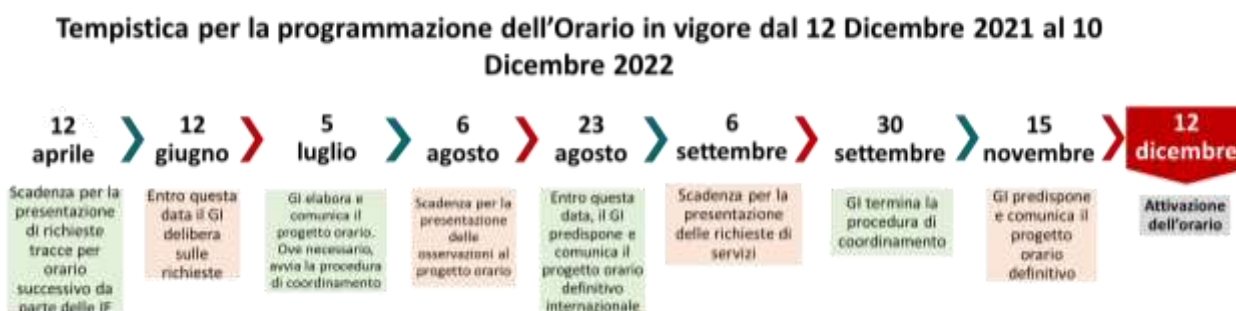 Tempistica per la programmazione dell'Orario in vigore dal 12 Dicembre 2021 al 10
Dicembre 2022
12
aprile
12
giugno
5
luglio
6
agosto
23
agosto
6
settembre
30
settembre
15
novembre
12
dicembre
Scadenza per la
presentazione
di richieste
tracce per
orario
successivo da
parte delle IF
Entro questa
data il GI
delibera
sulle
richieste
GI elabora e
comunica il
progetto orario.
Ove necessario,
avvia la procedura
di coordinamento
Scadenza per la
presentazione
delle
osservazioni al
progetto orario
Entro questa
data, il GI
predispone e
comunica il
progetto orario
definitivo
internazionale
Scadenza per la
presentazione
delle richieste di
servizi
GI termina la
procedura di
coordinamento
GI predispone
e comunica il
progetto
orario
definitivo
Attivazione
dell'orario